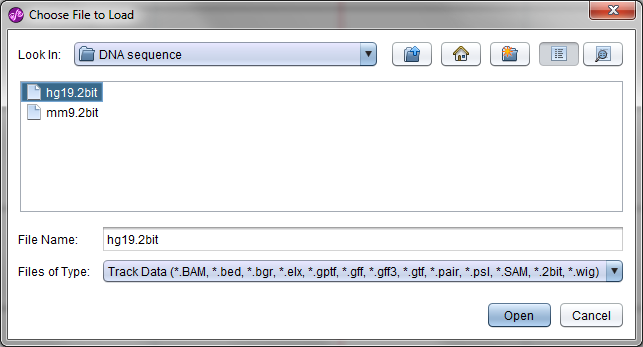 Choose File to Load
Look In: DNA sequence
hg19.2bit
mm9.2bit
File Name: hg19.2bit
Files of Type: Track Data (*.BAM, *.bed, *.bgr, *.elx, *.gptf, *.gff, *.gff3, *.gtf, *.pair, *.psl, *.SAM, *.2bit, *.wig)
Open Cancel